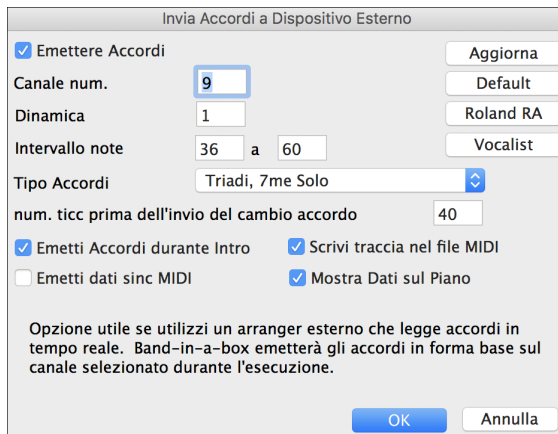 Invia Accordi a Dispositivo Esterno
Emettere Accordi
Aggiorna
Canale num. 9
Default
Dinamica 1
Roland RA
Intervallo note 36 a 60
Vocalist
Tipo Accordi Triadi, 7me Solo
num. ticc prima dell'invio del cambio accordo 40
Emetti Accordi durante Intro Scrivi traccia nel file MIDI
Emetti dati sinc MIDI Mostra Dati sul Piano
Opzione utile se utilizzi un arranger esterno che legge accordi in
tempo reale. Band-in-a-box emetterà gli accordi in forma base sul
canale selezionato durante l'esecuzione.
OK Annulla